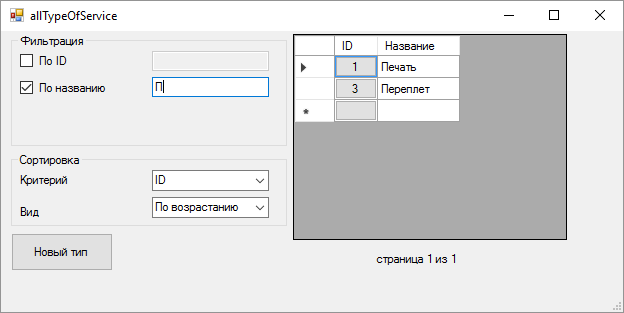 allTypeOfService
Фильтрация
По ID
По названию
П
Сортировка
Критерий
ID
Вид
По возрастанию
Новый тип
ID Название
1 Печать
3 Переплет
страница 1 из 1